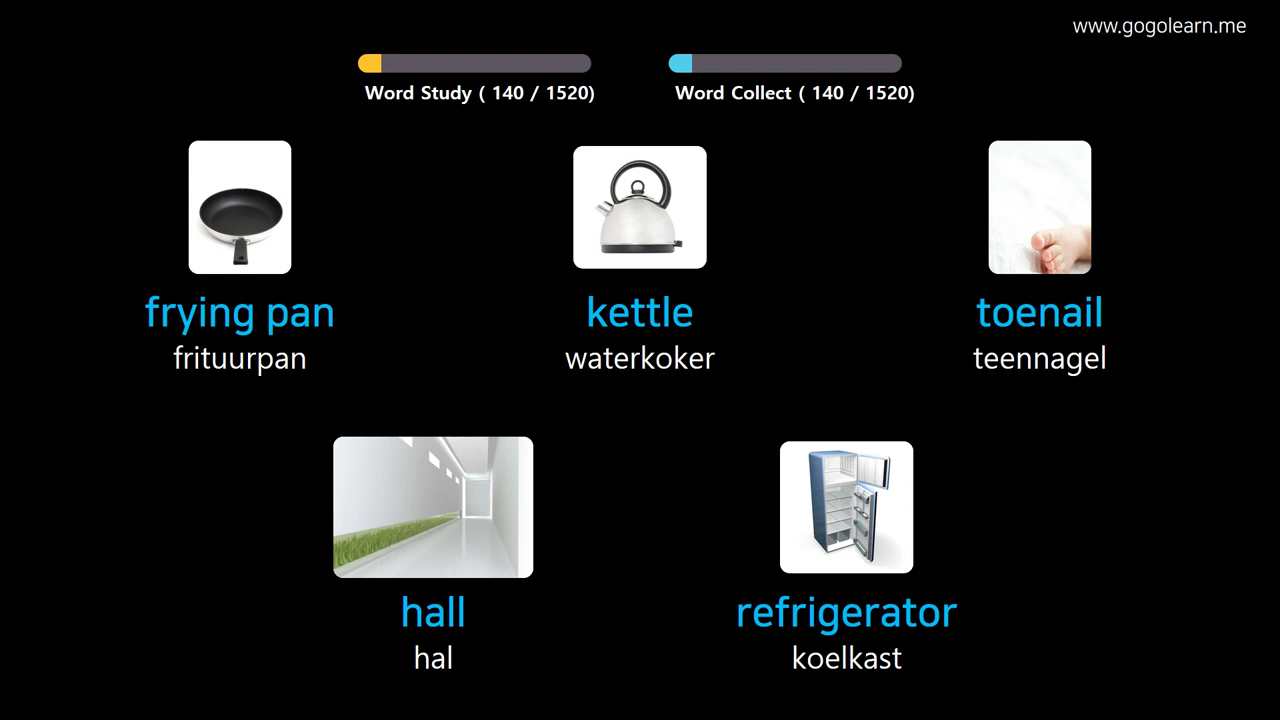 www.gogolearn.me
Word Study ( 140 / 1520)
Word Collect ( 140 / 1520)
frying pan
frituurpan
kettle
waterkoker
toenail
teennagel
hall
hal
refrigerator
koelkast